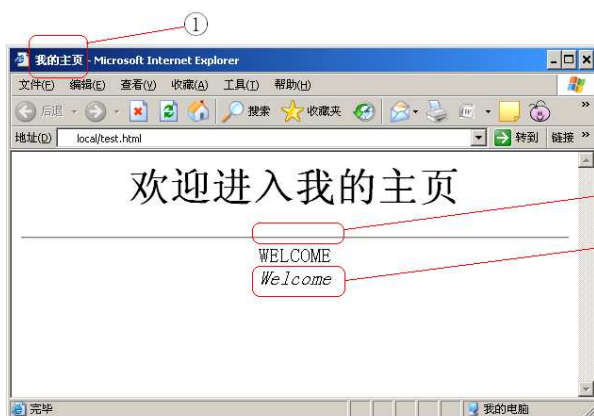 ①
我的主页 - Microsoft Internet Explorer
文件(F) 编辑(E) 查看(V) 收藏(A) 工具(T) 帮助(H)
后退 搜索 收藏夹 »
地址(D) local/test.html 转到 链接 »
欢迎进入我的主页
WELCOME
Welcome
完毕 我的电脑